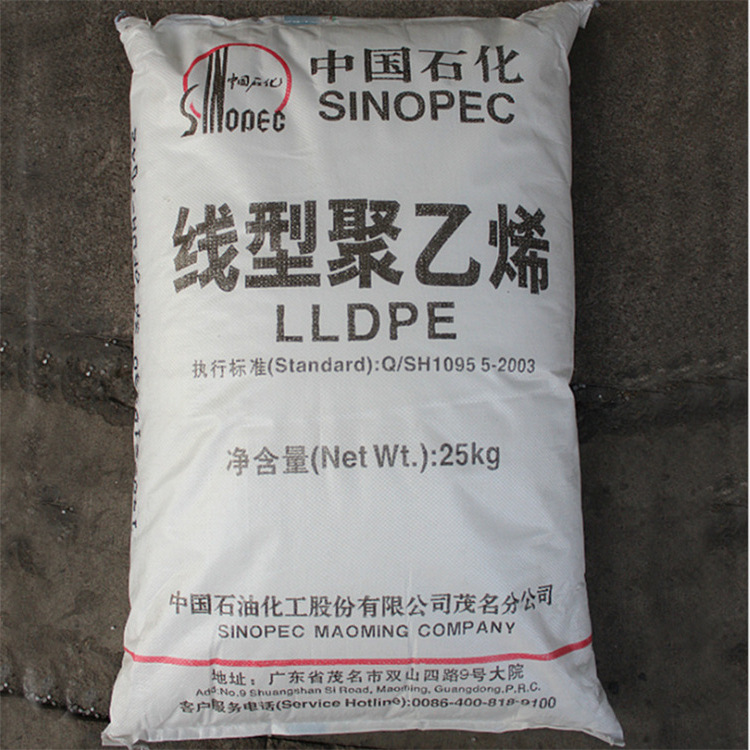 中国石化
SINOPEC
中国石化
SINOPEC
线型聚乙烯
LLDPE
执行标准(Standard):Q/SH1095 5-2003
净含量(Net Wt.):25kg
中国石油化工股份有限公司茂名分公司
SINOPEC MAOMING COMPANY
地址：广东省茂名市双山四路9号大院
Add:No.9 Shuangshan Si Road, Maoming, Guangdong,P.R.C.
客户服务电话(Service Hotline):0086-400-818-9100